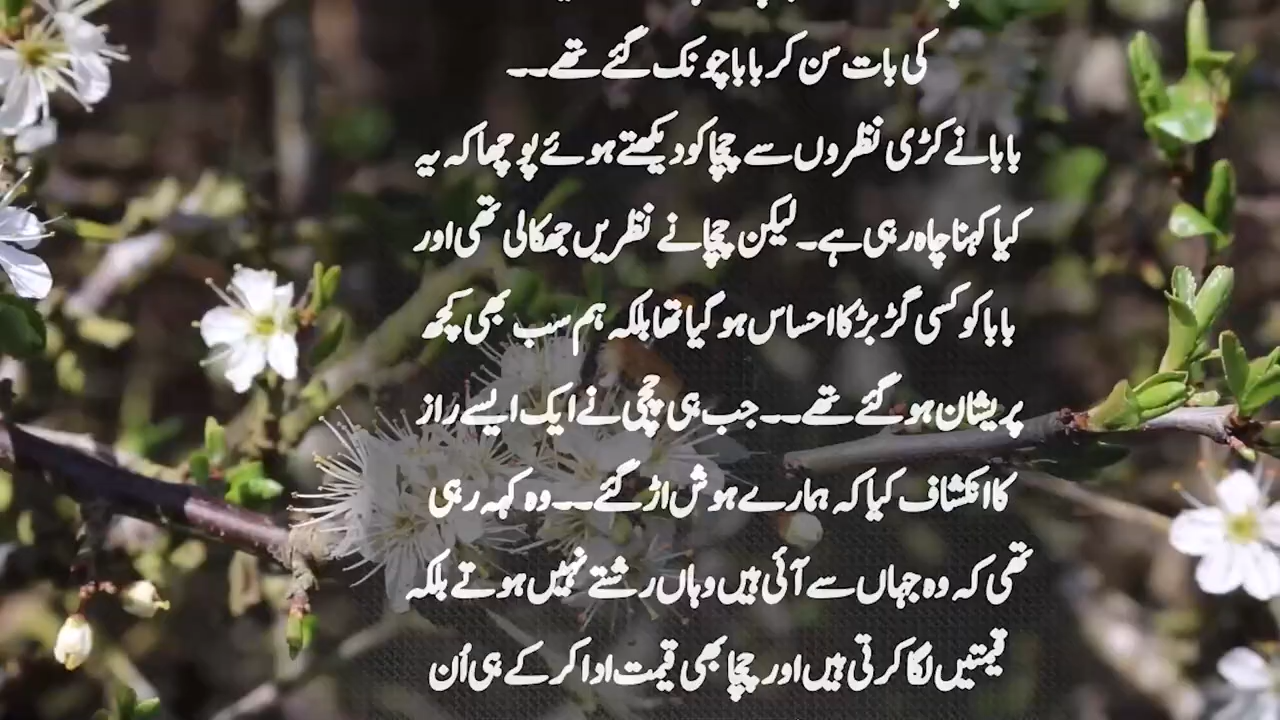 کی بات سن کر بابا چونک گئے تھے۔۔
بابا نے کڑی نظروں سے چچا کو دیکھتے ہوئے پوچھا کہ یہ
کیا کہنا چاہ رہی ہے۔ لیکن چچا نے نظریں جھکا لی تھی اور
بابا کو کسی گڑبڑ کا احساس ہو گیا تھا بلکہ ہم سب بھی کچھ
پریشان ہو گئے تھے۔۔ جب ہی چچی نے ایک ایسے راز
کا انکشاف کیا کہ ہمارے ہوش اڑ گئے۔۔ وہ کہہ رہی
تھی کہ وہ جہاں سے آئی ہیں وہاں رشتے نہیں ہوتے بلکہ
قیمتیں لگا کرتی ہیں اور چچا بھی قیمت ادا کر کے ہی اُن